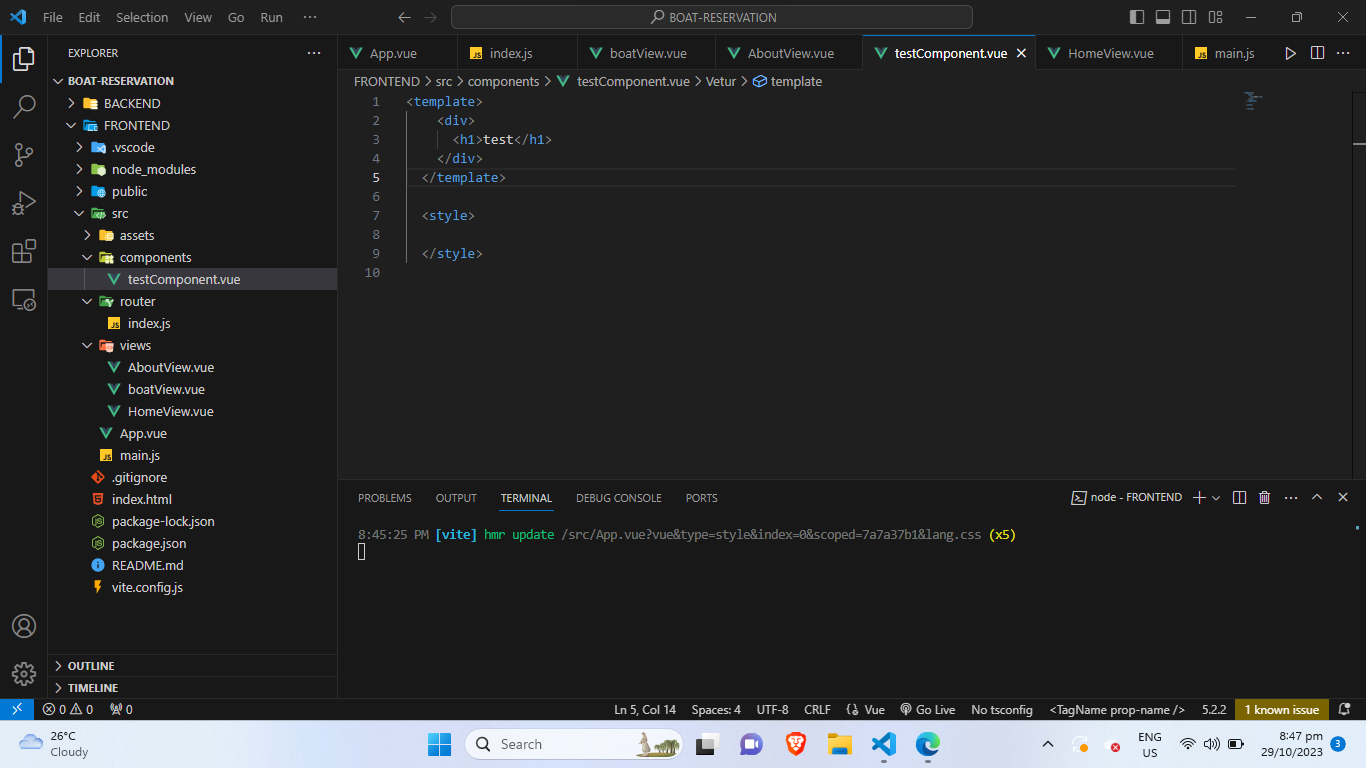 File Edit Selection View Go Run ···
BOAT-RESERVATION
EXPLORER ···
BOAT-RESERVATION
BACKEND
FRONTEND
.vscode
node_modules
public
src
assets
components
testComponent.vue
router
JS index.js
views
AboutView.vue
boatView.vue
HomeView.vue
App.vue
JS main.js
.gitignore
index.html
package-lock.json
package.json
README.md
vite.config.js
OUTLINE
TIMELINE
App.vue JS index.js boatView.vue AboutView.vue testComponent.vue HomeView.vue JS main.js ···
FRONTEND > src > components > testComponent.vue > Vetur > template
1 <template>
2 <div>
3 <h1>test</h1>
4 </div>
5 </template>
6
7 <style>
8
9 </style>
10
PROBLEMS OUTPUT TERMINAL DEBUG CONSOLE PORTS node - FRONTEND ···
8:45:25 PM [vite] hmr update /src/App.vue?vue&type=style&index=0&scoped=7a7a37b1&lang.css (x5)
0 0 0 Ln 5, Col 14 Spaces: 4 UTF-8 CRLF Vue Go Live No tsconfig <TagName prop-name /> 5.2.2 1 known issue
26°C
Cloudy
Search
ENG
US
8:47 pm
29/10/2023
3